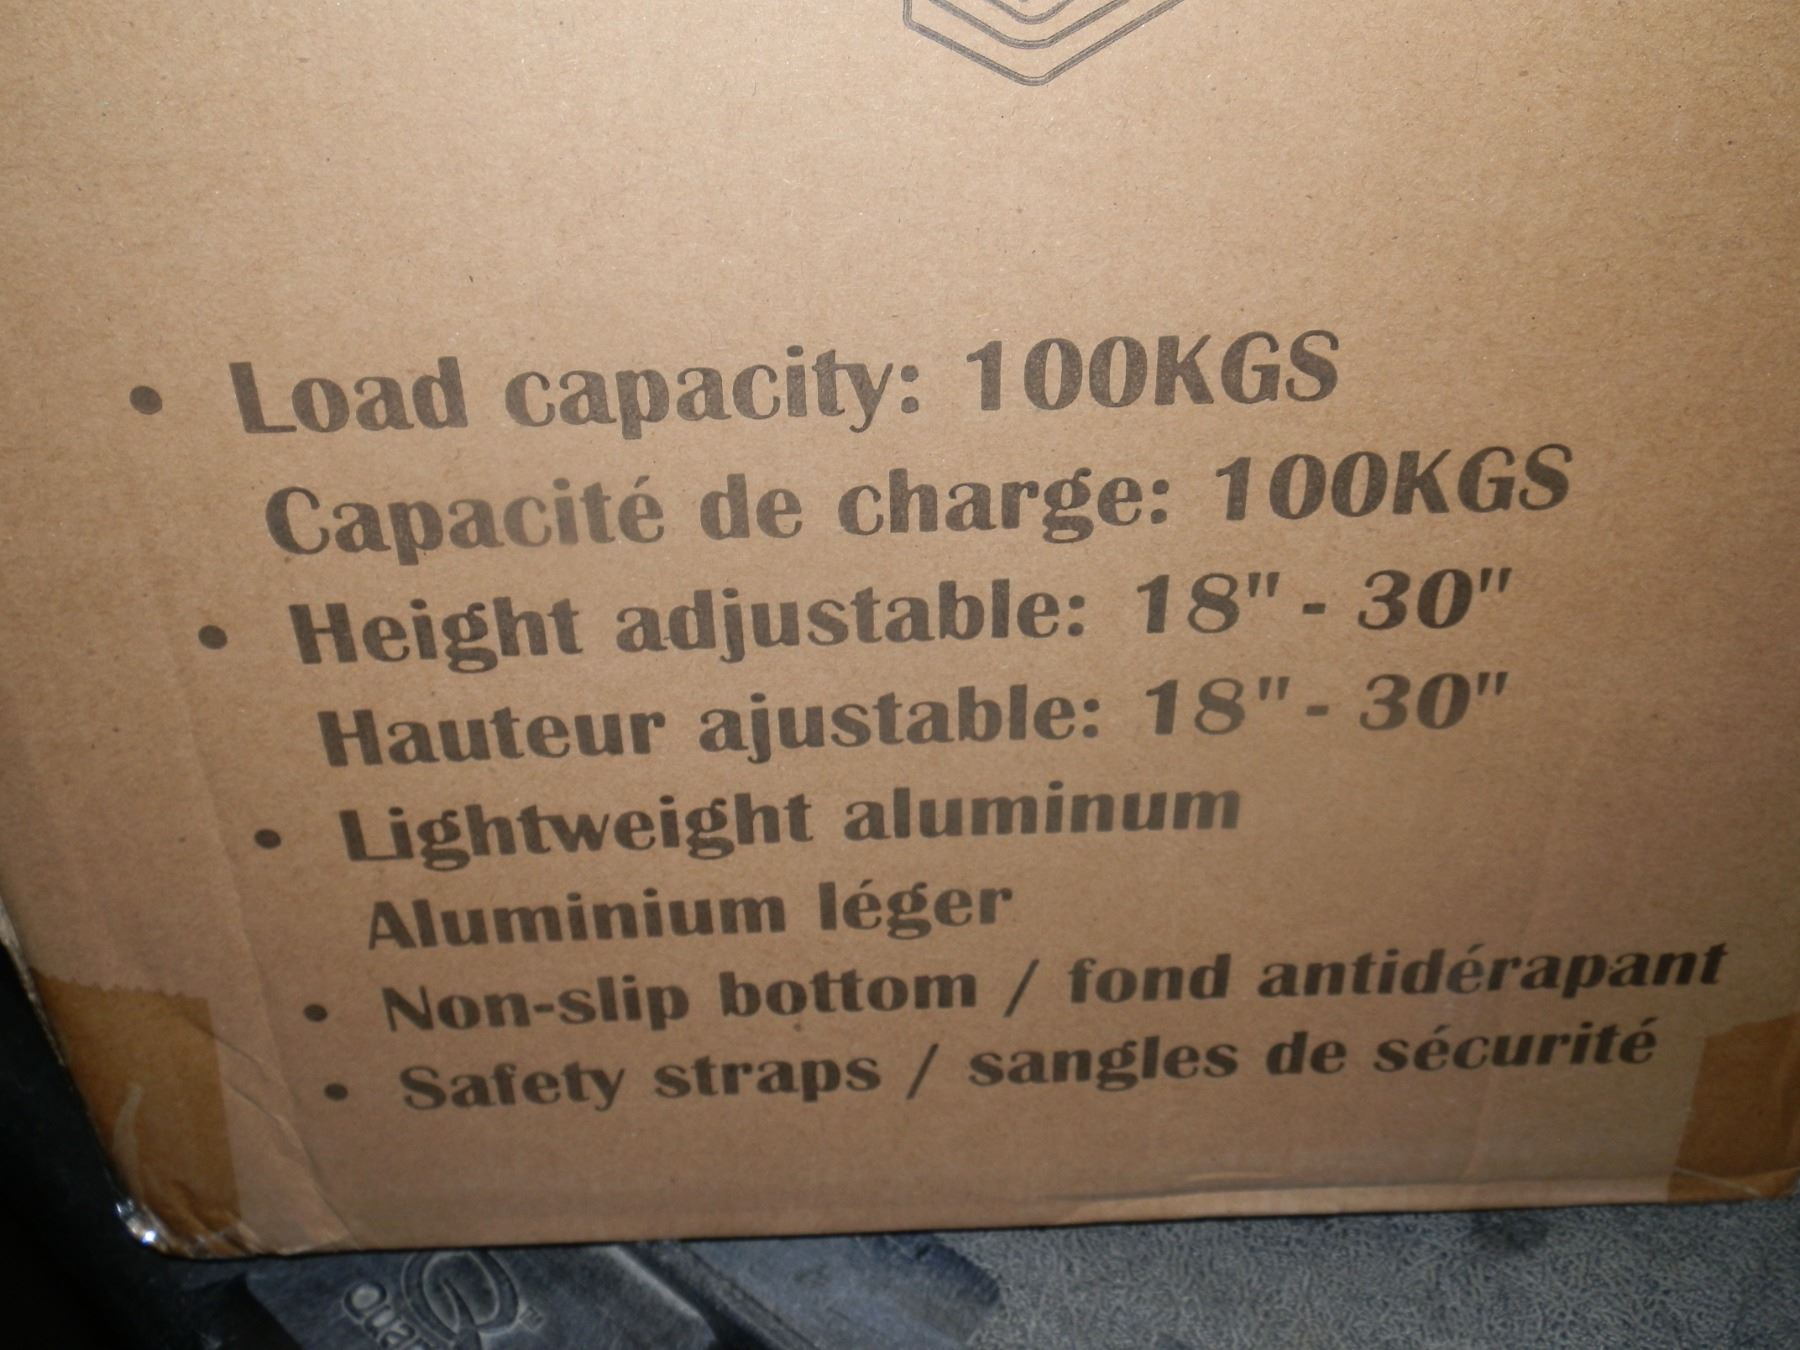 • Load capacity: 100KGS
Capacité de charge: 100KGS
• Height adjustable: 18" - 30"
Hauteur ajustable: 18" - 30"
• Lightweight aluminum
Aluminium léger
• Non-slip bottom / fond antidérapant
• Safety straps / sangles de sécurité